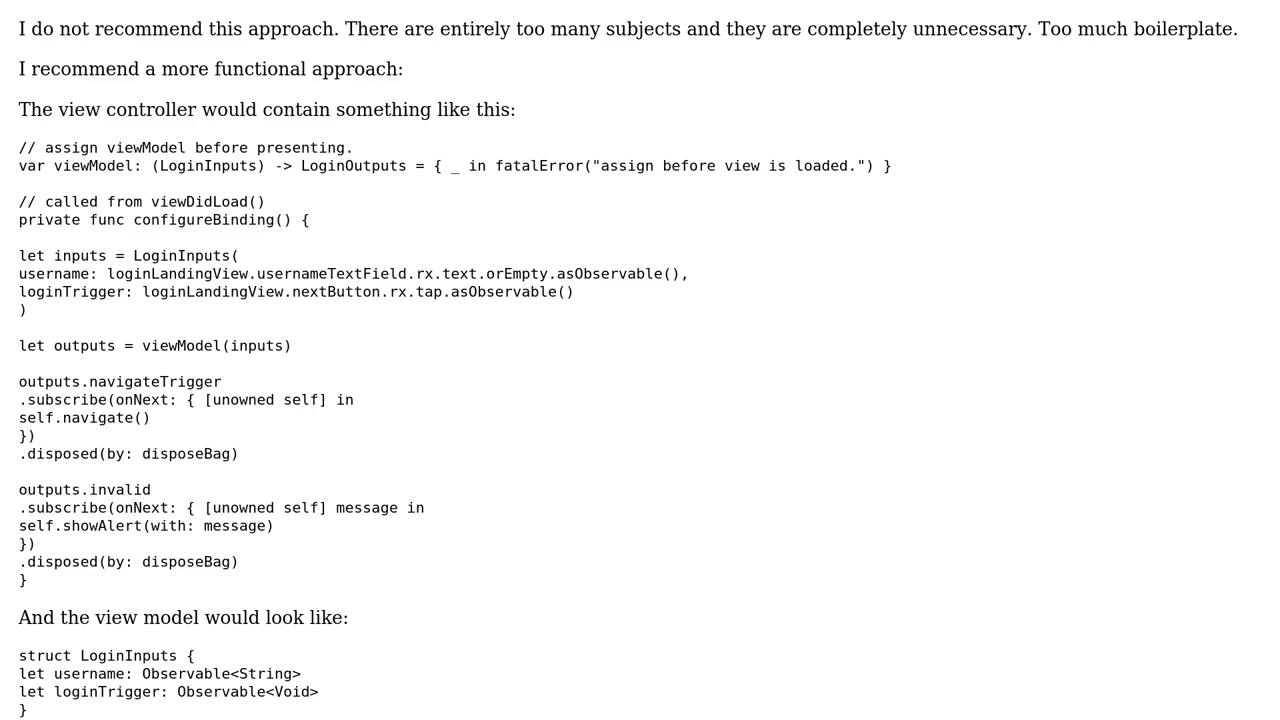 I do not recommend this approach. There are entirely too many subjects and they are completely unnecessary. Too much boilerplate.
I recommend a more functional approach:
The view controller would contain something like this:
// assign viewModel before presenting.
var viewModel: (LoginInputs) -> LoginOutputs = { _ in fatalError("assign before view is loaded.") }
// called from viewDidLoad()
private func configureBinding() {
let inputs = LoginInputs(
username: loginLandingView.usernameTextField.rx.text.orEmpty.asObservable(),
loginTrigger: loginLandingView.nextButton.rx.tap.asObservable()
)
let outputs = viewModel(inputs)
outputs.navigateTrigger
.subscribe(onNext: { [unowned self] in
self.navigate()
})
.disposed(by: disposeBag)
outputs.invalid
.subscribe(onNext: { [unowned self] message in
self.showAlert(with: message)
})
.disposed(by: disposeBag)
}
And the view model would look like:
struct LoginInputs {
let username: Observable<String>
let loginTrigger: Observable<Void>
}